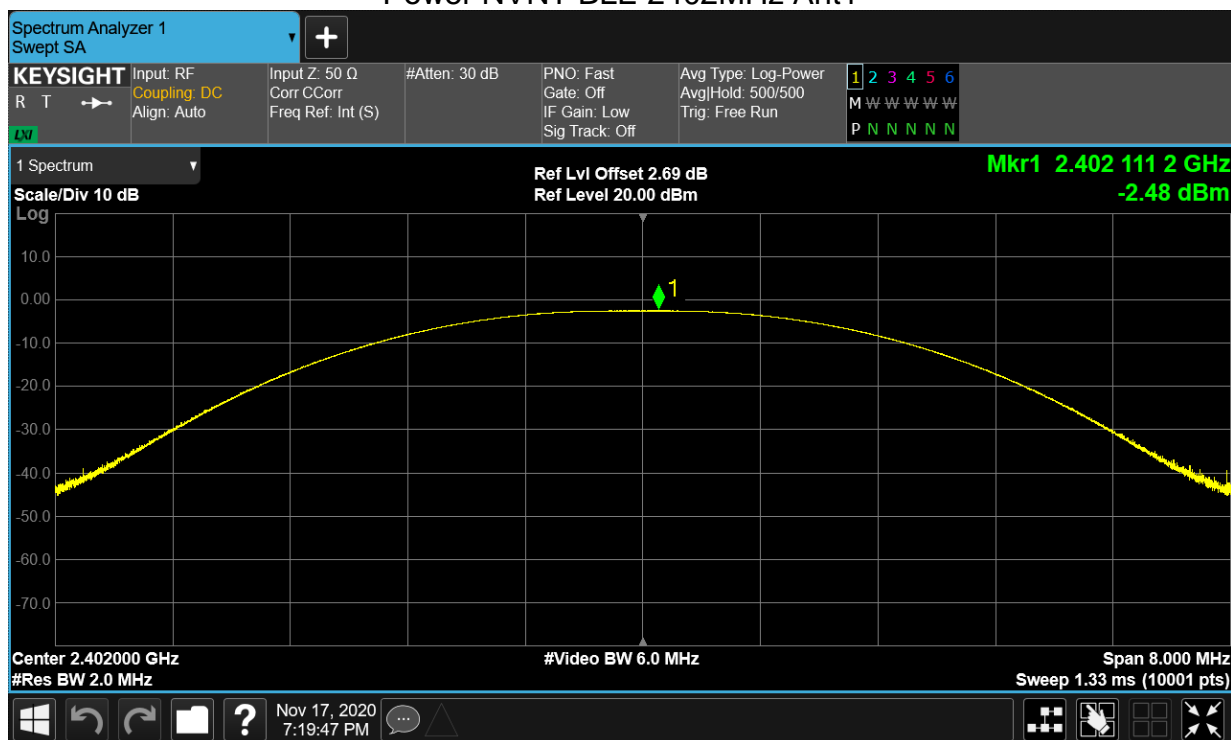 Power NVNT BLE 2402MHz Ant1
Spectrum Analyzer 1
Swept SA
+
KEYSIGHT
R T
LXI
Input: RF
Coupling: DC
Align: Auto
Input Z: 50 Ω
Corr CCorr
Freq Ref: Int (S)
#Atten: 30 dB
PNO: Fast
Gate: Off
IF Gain: Low
Sig Track: Off
Avg Type: Log-Power
Avg|Hold: 500/500
Trig: Free Run
1 2 3 4 5 6
M W W W W W
P N N N N N
1 Spectrum
Scale/Div 10 dB
Ref Lvl Offset 2.69 dB
Ref Level 20.00 dBm
Mkr1 2.402 111 2 GHz
-2.48 dBm
Log
10.0
0.00
1
-10.0
-20.0
-30.0
-40.0
-50.0
-60.0
-70.0
Center 2.402000 GHz
#Video BW 6.0 MHz
Span 8.000 MHz
#Res BW 2.0 MHz
Sweep 1.33 ms (10001 pts)
?
Nov 17, 2020
7:19:47 PM